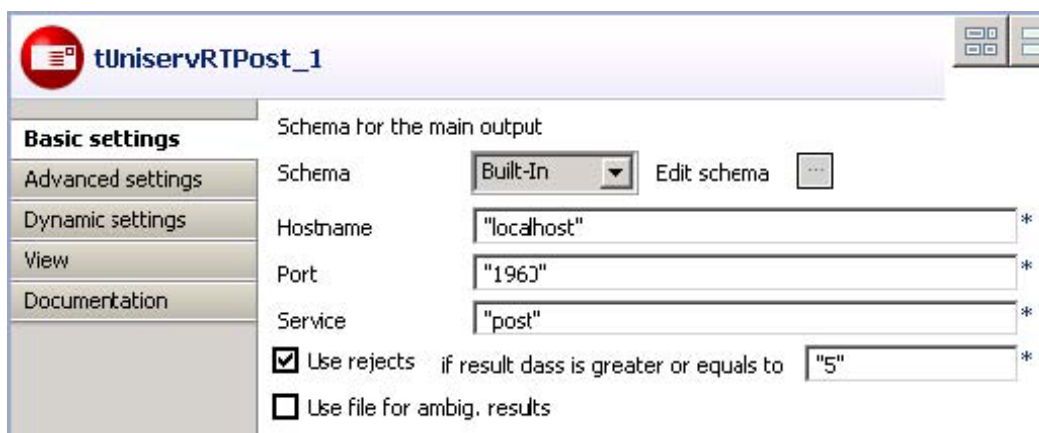 tUniservRTPost_1
Basic settings
Advanced settings
Dynamic settings
View
Documentation
Schema for the main output
Schema Built-In Edit schema ...
Hostname "localhost" *
Port "1960" *
Service "post" *
Use rejects if result class is greater or equals to "5" *
Use file for ambig. results